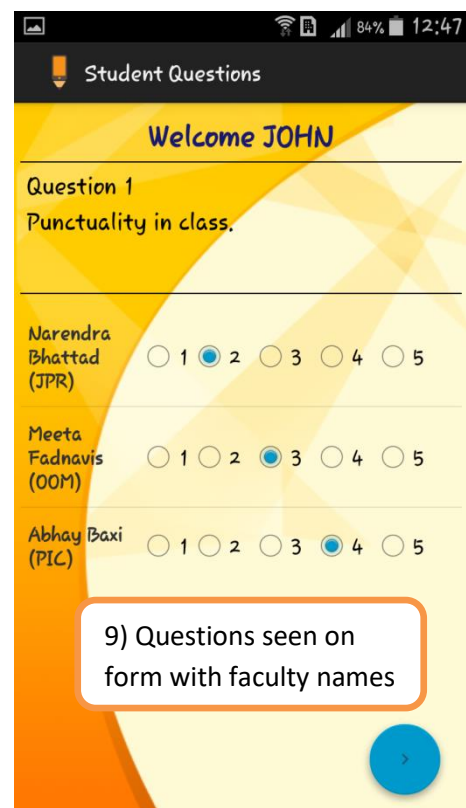 84% 12:47
Student Questions
Welcome JOHN
Question 1
Punctuality in class.
Narendra
Bhattad
(JPR)
1 2 3 4 5
Meeta
Fadnavis
(OOM)
1 2 3 4 5
Abhay Baxi
(PIC)
1 2 3 4 5
9) Questions seen on
form with faculty names